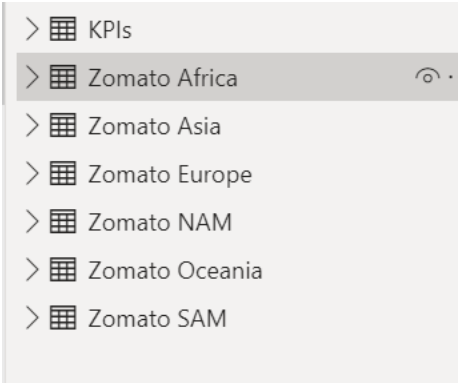 KPIs
Zomato Africa
Zomato Asia
Zomato Europe
Zomato NAM
Zomato Oceania
Zomato SAM